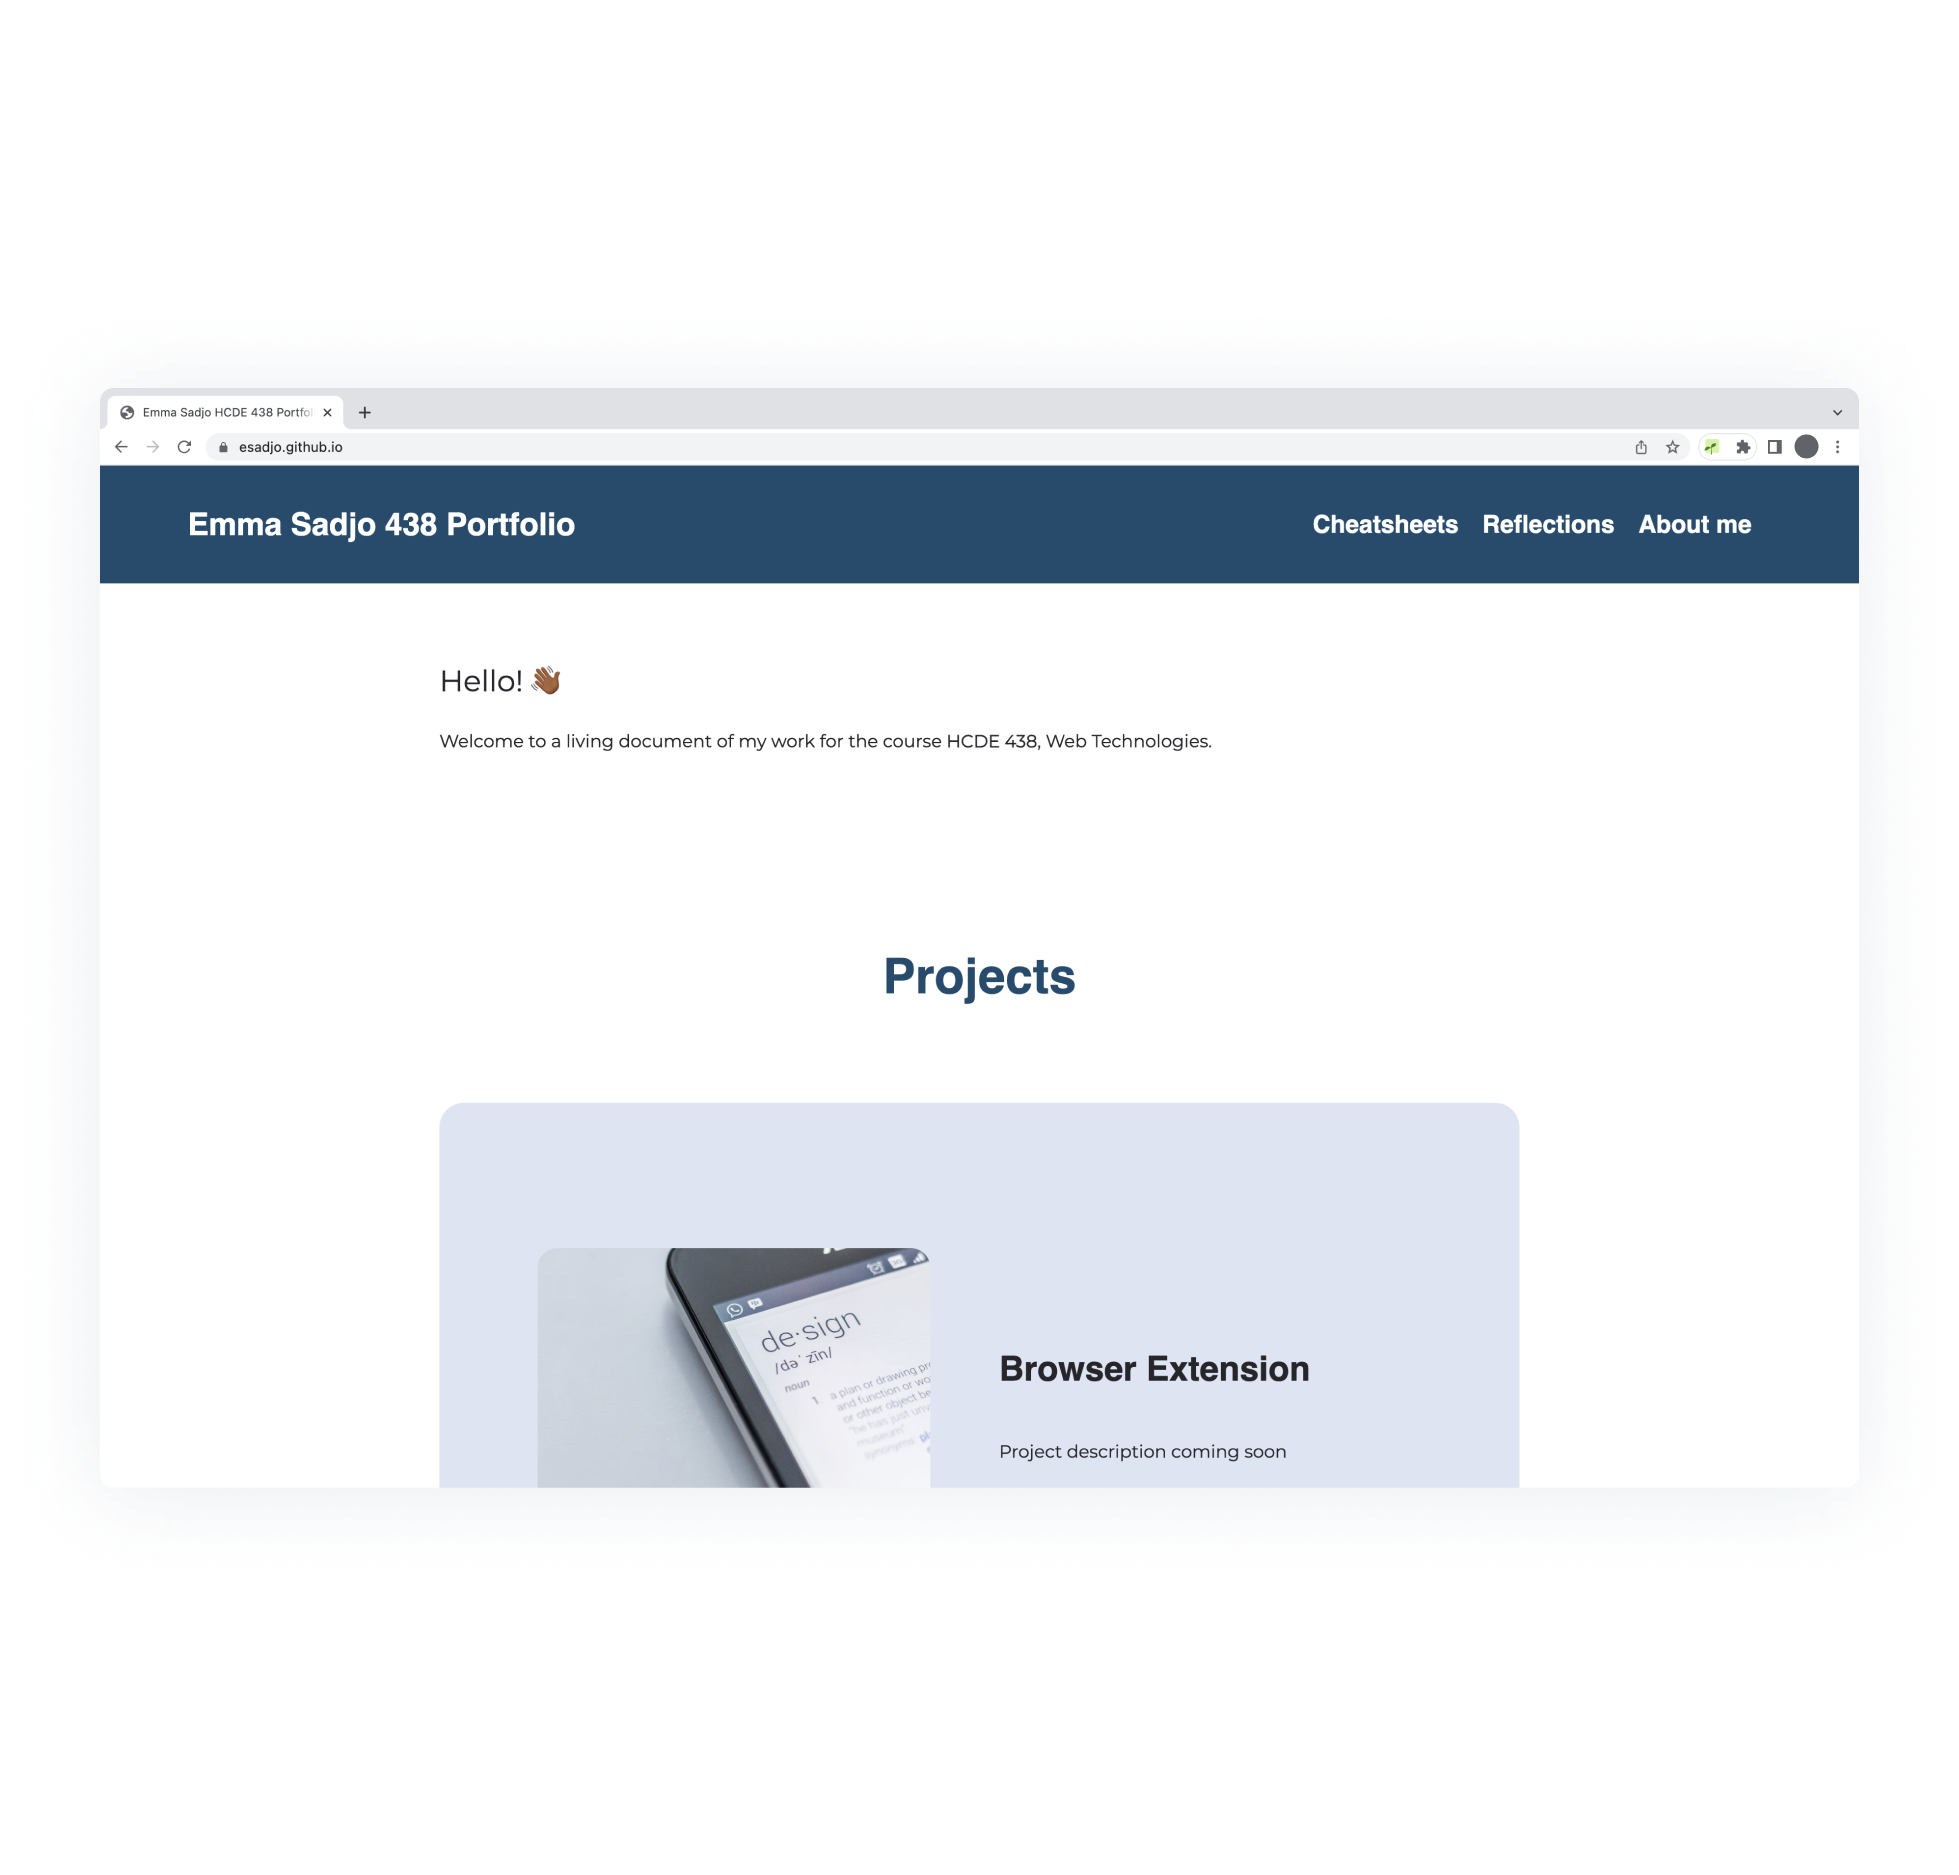 Emma Sadjo HCDE 438 Portfol
esadjo.github.io
Emma Sadjo 438 Portfolio
Cheatsheets Reflections About me
Hello! 👋🏾
Welcome to a living document of my work for the course HCDE 438, Web Technologies.
Projects
de·sign
/dəˈzīn/
noun
1. a plan or drawing pr
and function or wo
or other object be
"he has just unv
museum"
synonyms: pl
Browser Extension
Project description coming soon